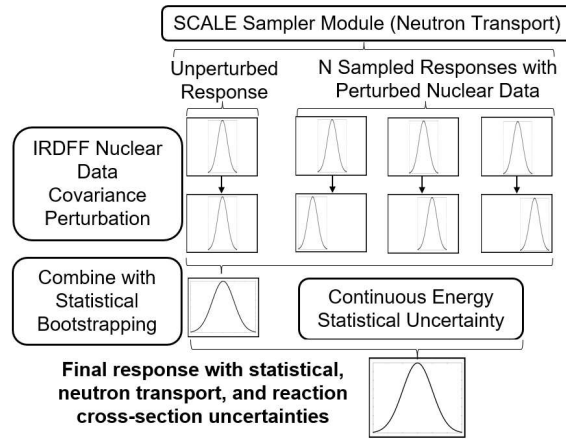 SCALE Sampler Module (Neutron Transport)
Unperturbed
Response
N Sampled Responses with
Perturbed Nuclear Data
IRDFF Nuclear
Data
Covariance
Perturbation
Combine with
Statistical
Bootstrapping
Continuous Energy
Statistical Uncertainty
Final response with statistical,
neutron transport, and reaction
cross-section uncertainties